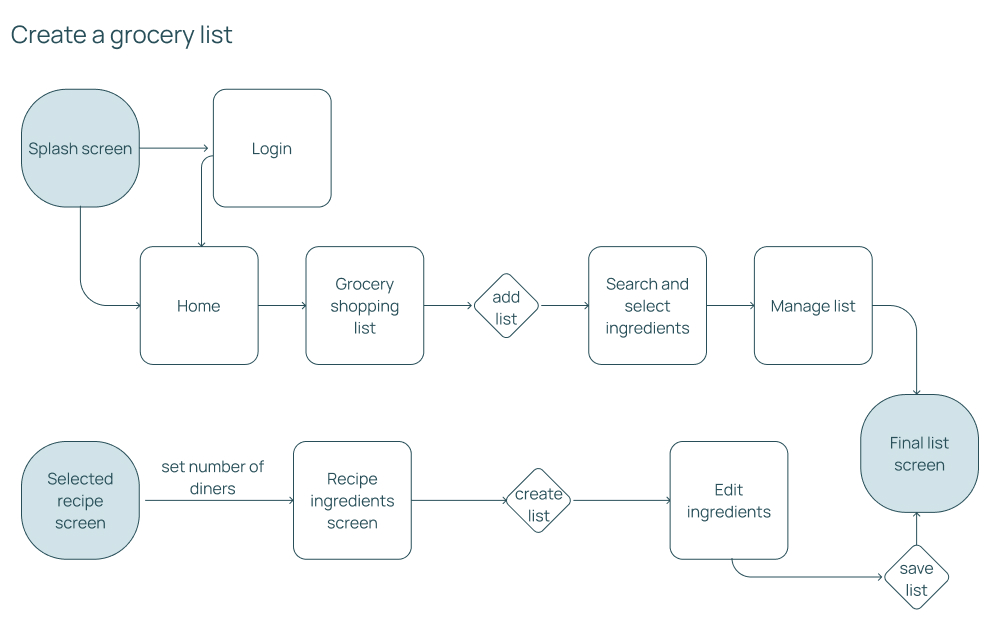 Create a grocery list
Splash screen
Login
Home
Grocery
shopping
list
add
list
Search and
select
ingredients
Manage list
Final list
screen
Selected
recipe
screen
set number of
diners
Recipe
ingredients
screen
create
list
Edit
ingredients
save
list